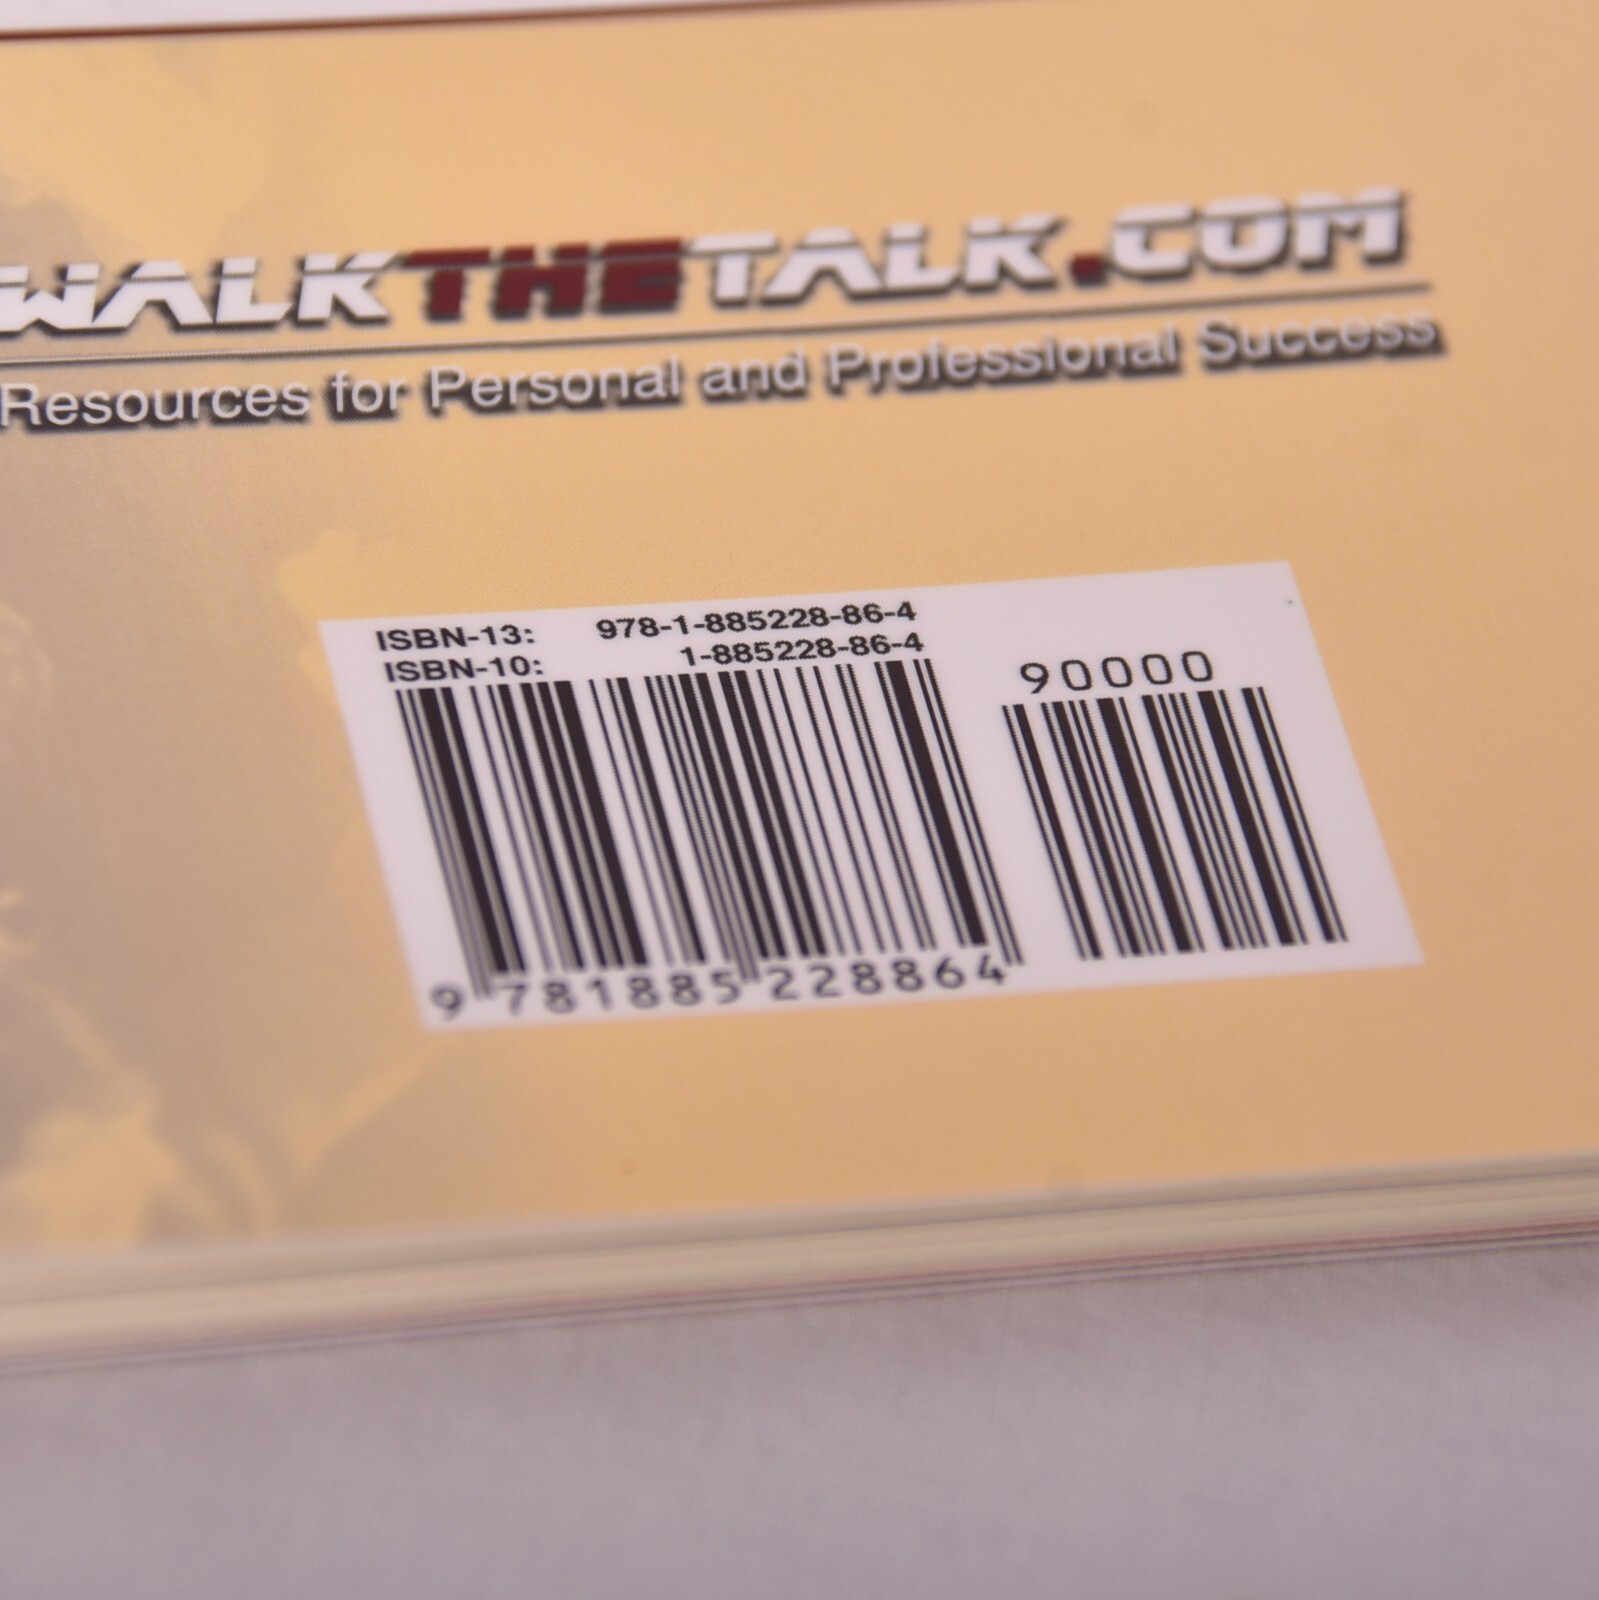 WALKTHETALK.COM
Resources for Personal and Professional Success
ISBN-13: 978-1-885228-86-4
ISBN-10: 1-885228-86-4
90000
9 781885 228864